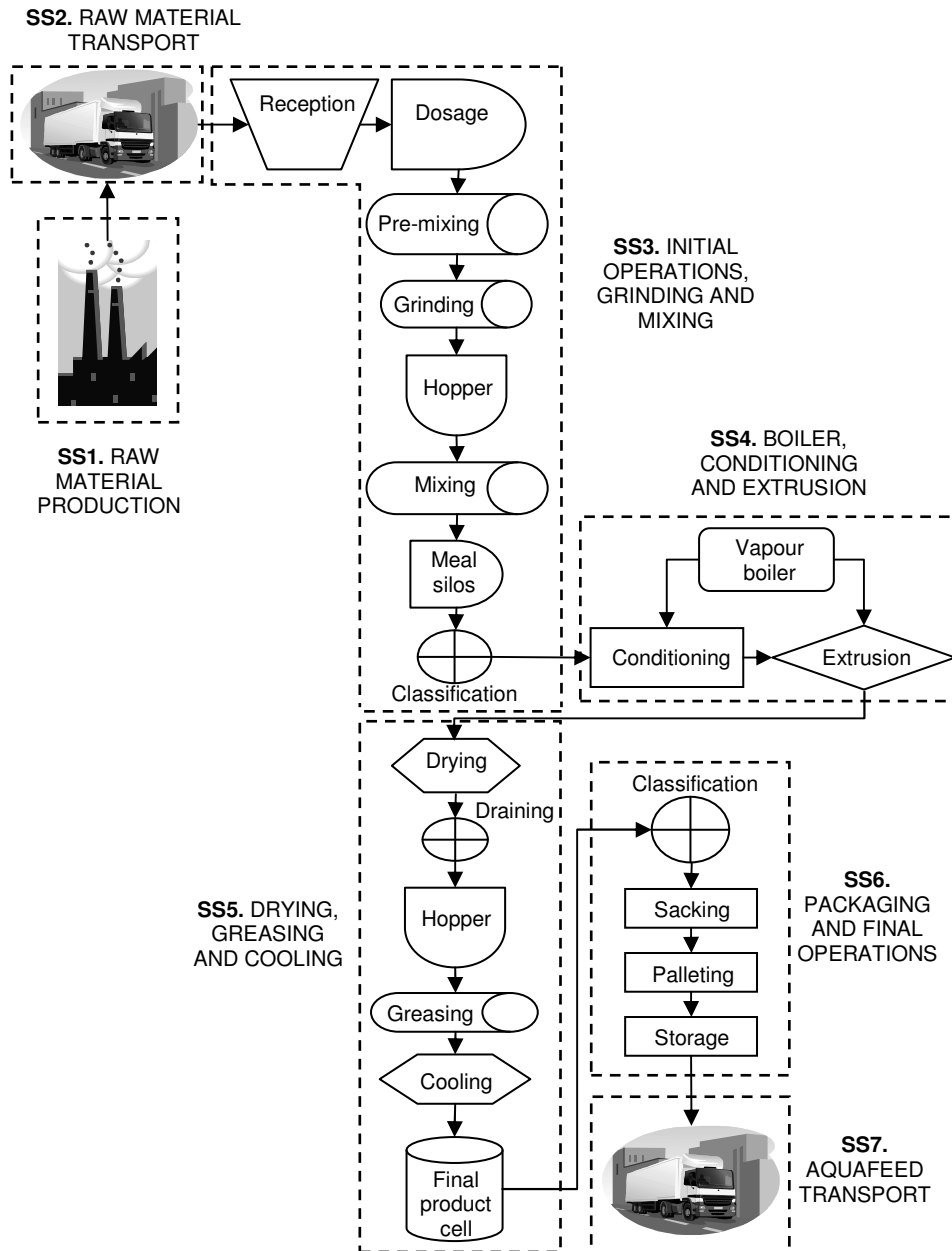 SS2. RAW MATERIAL
TRANSPORT
Reception
Dosage
Pre-mixing
Grinding
Hopper
Mixing
Meal
silos
Classification
SS3. INITIAL
OPERATIONS,
GRINDING AND
MIXING
SS1. RAW
MATERIAL
PRODUCTION
SS4. BOILER,
CONDITIONING
AND EXTRUSION
Vapour
boiler
Conditioning
Extrusion
Drying
Draining
Hopper
Greasing
Cooling
Final
product
cell
SS5. DRYING,
GREASING
AND COOLING
Classification
Sacking
Palleting
Storage
SS6.
PACKAGING
AND FINAL
OPERATIONS
SS7.
AQUAFEED
TRANSPORT